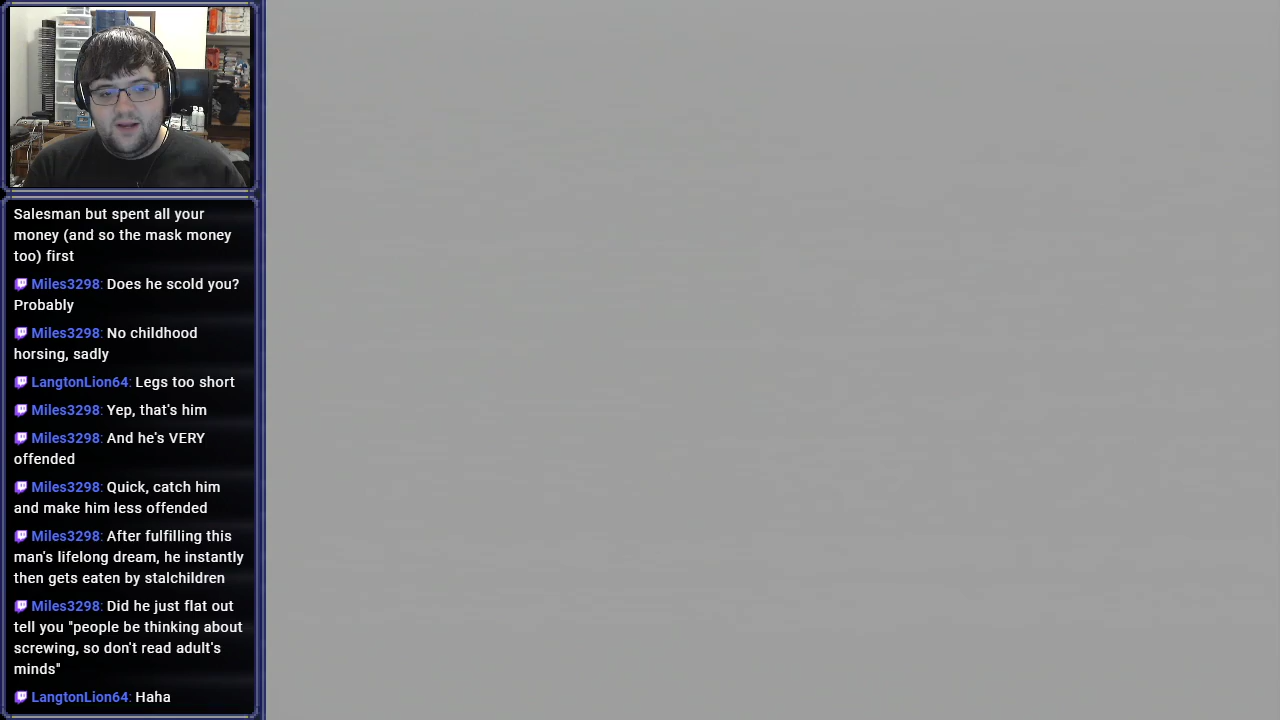 Salesman but spent all your
money (and so the mask money
too) first
Miles3298: Does he scold you?
Probably
Miles3298: No childhood
horsing, sadly
LangtonLion64: Legs too short
Miles3298: Yep, that's him
Miles3298: And he's VERY
offended
Miles3298: Quick, catch him
and make him less offended
Miles3298: After fulfilling this
man's lifelong dream, he instantly
then gets eaten by stalchildren
Miles3298: Did he just flat out
tell you "people be thinking about
screwing, so don't read adult's
minds"
LangtonLion64: Haha